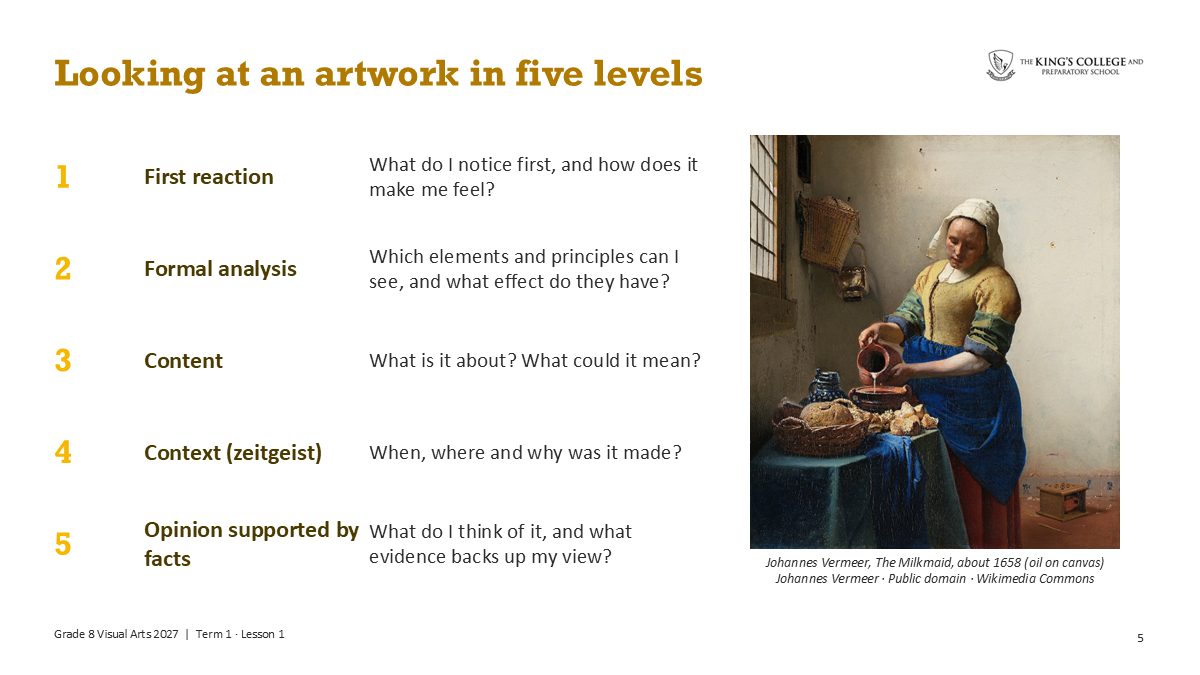 Looking at an artwork in five levels
THE KING'S COLLEGE AND
PREPARATORY SCHOOL
1
First reaction
What do I notice first, and how does it
make me feel?
2
Formal analysis
Which elements and principles can I
see, and what effect do they have?
3
Content
What is it about? What could it mean?
4
Context (zeitgeist)
When, where and why was it made?
5
Opinion supported by
facts
What do I think of it, and what
evidence backs up my view?
Johannes Vermeer, The Milkmaid, about 1658 (oil on canvas)
Johannes Vermeer · Public domain · Wikimedia Commons
Grade 8 Visual Arts 2027 | Term 1 · Lesson 1
5